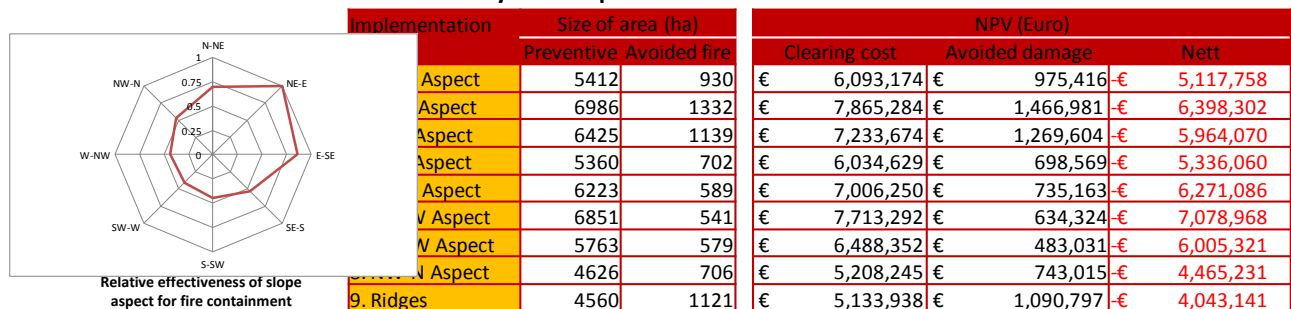 Implementation Size of area (ha) NPV (Euro)
Preventive Avoided fire Clearing cost Avoided damage Nett
Aspect 5412 930 € 6,093,174 € 975,416 -€ 5,117,758
Aspect 6986 1332 € 7,865,284 € 1,466,981 -€ 6,398,302
Aspect 6425 1139 € 7,233,674 € 1,269,604 -€ 5,964,070
Aspect 5360 702 € 6,034,629 € 698,569 -€ 5,336,060
Aspect 6223 589 € 7,006,250 € 735,163 -€ 6,271,086
Aspect 6851 541 € 7,713,292 € 634,324 -€ 7,078,968
W Aspect 5763 579 € 6,488,352 € 483,031 -€ 6,005,321
N Aspect 4626 706 € 5,208,245 € 743,015 -€ 4,465,231
9. Ridges 4560 1121 € 5,133,938 € 1,090,797 -€ 4,043,141
N-NE
1
NW-N 0.75 NE-E
0.5
0.25
W-NW 0 E-SE
SW-W SE-S
S-SW
Relative effectiveness of slope
aspect for fire containment